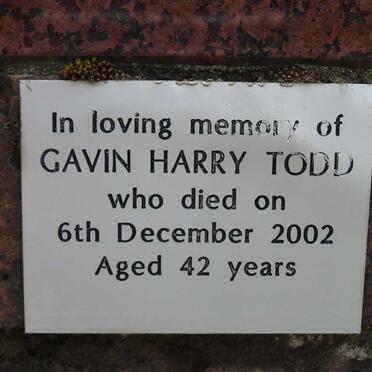 In loving memory of
GAVIN HARRY TODD
who died on
6th December 2002
Aged 42 years